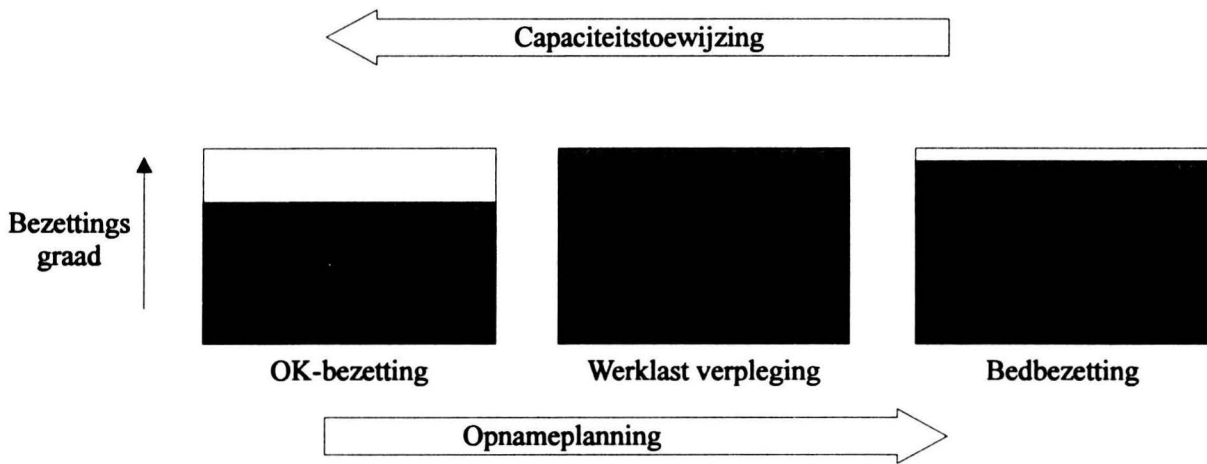 Capaciteitstoewijzing
Bezettings
graad
OK-bezetting
Werklast verpleging
Bedbezetting
Opnameplanning